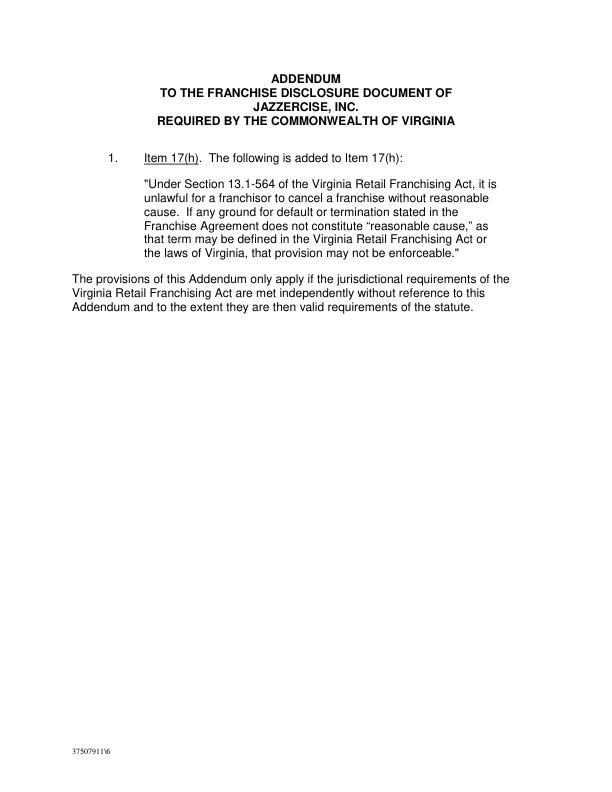 ADDENDUM
TO THE FRANCHISE DISCLOSURE DOCUMENT OF
JAZZERCISE, INC.
REQUIRED BY THE COMMONWEALTH OF VIRGINIA
1. Item 17(h). The following is added to Item 17(h):
"Under Section 13.1-564 of the Virginia Retail Franchising Act, it is
unlawful for a franchisor to cancel a franchise without reasonable
cause. If any ground for default or termination stated in the
Franchise Agreement does not constitute “reasonable cause,” as
that term may be defined in the Virginia Retail Franchising Act or
the laws of Virginia, that provision may not be enforceable."
The provisions of this Addendum only apply if the jurisdictional requirements of the
Virginia Retail Franchising Act are met independently without reference to this
Addendum and to the extent they are then valid requirements of the statute.
37507911\6